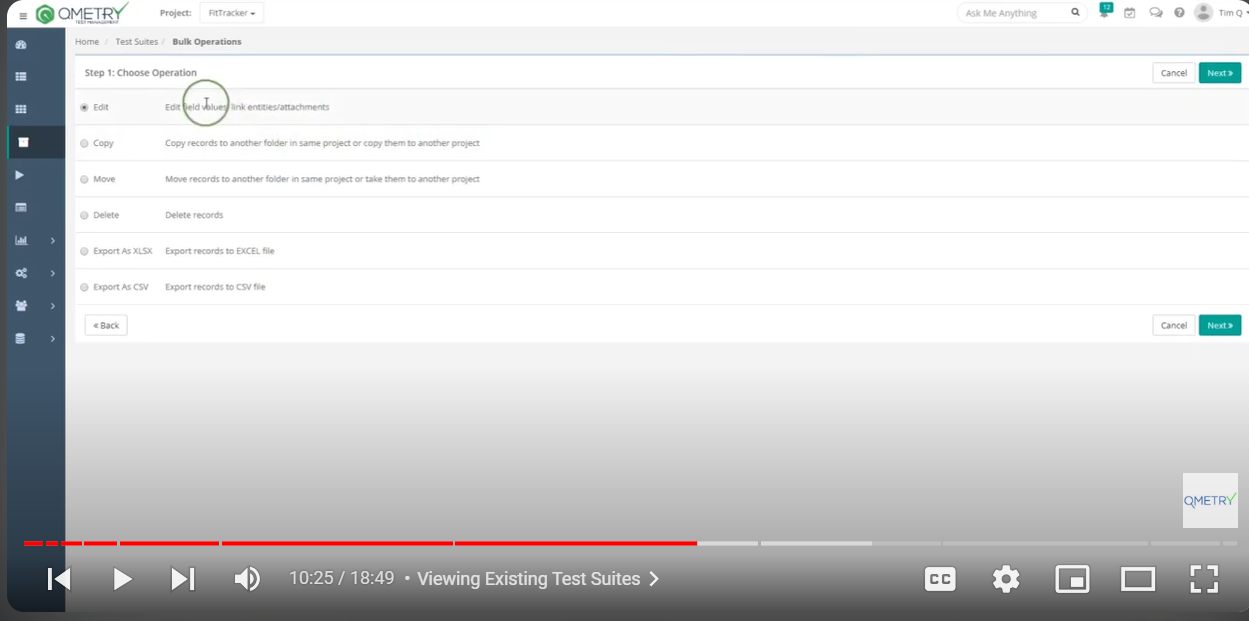 QMETRY
TEST MANAGEMENT
Project: FitTracker
Ask Me Anything
12
Tim Q
Home / Test Suites / Bulk Operations
Step 1: Choose Operation
Cancel Next »
Edit Edit field values, link entities/attachments
Copy Copy records to another folder in same project or copy them to another project
Move Move records to another folder in same project or take them to another project
Delete Delete records
Export As XLSX Export records to EXCEL file
Export As CSV Export records to CSV file
« Back Cancel Next »
QMETRY
10:25 / 18:49 • Viewing Existing Test Suites
CC